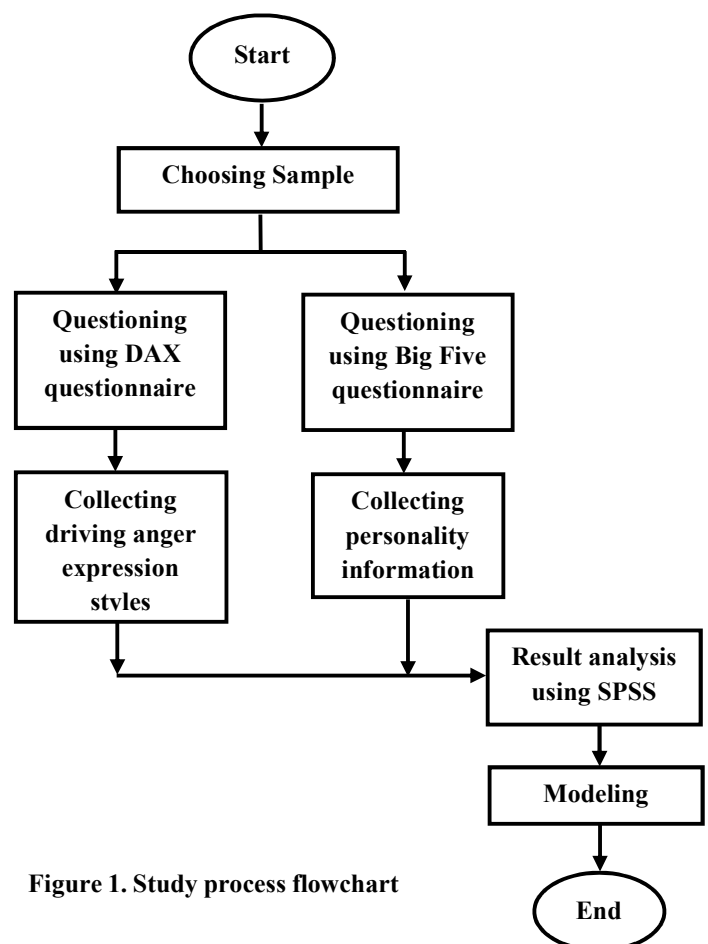 Start
Choosing Sample
Questioning
using DAX
questionnaire
Questioning
using Big Five
questionnaire
Collecting
driving anger
expression
styles
Collecting
personality
information
Result analysis
using SPSS
Modeling
Figure 1. Study process flowchart
End